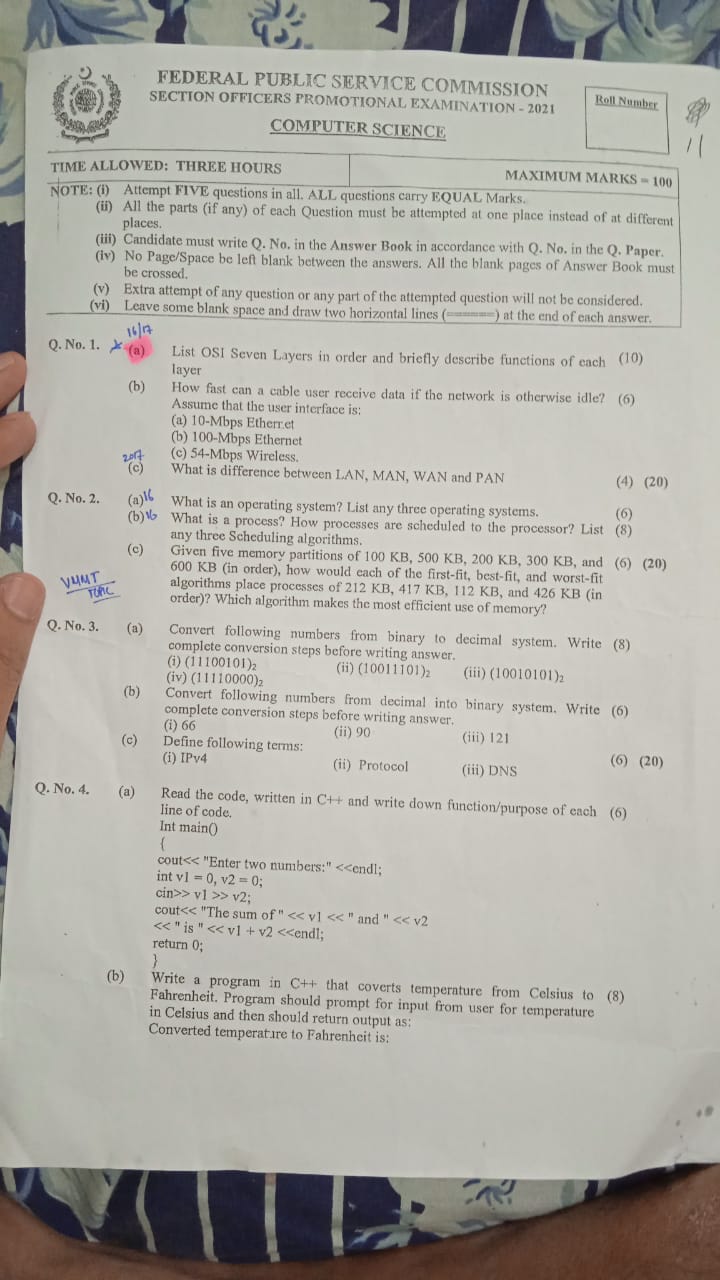 FEDERAL PUBLIC SERVICE COMMISSION
SECTION OFFICERS PROMOTIONAL EXAMINATION - 2021
COMPUTER SCIENCE
Roll Number
11
TIME ALLOWED: THREE HOURS
MAXIMUM MARKS = 100
NOTE: (i) Attempt FIVE questions in all. ALL questions carry EQUAL Marks.
(ii) All the parts (if any) of each Question must be attempted at one place instead of at different
places.
(iii) Candidate must write Q. No. in the Answer Book in accordance with Q. No. in the Q. Paper.
(iv) No Page/Space be left blank between the answers. All the blank pages of Answer Book must
be crossed.
(v) Extra attempt of any question or any part of the attempted question will not be considered.
(vi) Leave some blank space and draw two horizontal lines (======) at the end of each answer.
16/17
Q. No. 1. (a) List OSI Seven Layers in order and briefly describe functions of each (10)
layer
(b) How fast can a cable user receive data if the network is otherwise idle? (6)
Assume that the user interface is:
(a) 10-Mbps Ethernet
(b) 100-Mbps Ethernet
(c) 54-Mbps Wireless.
2017
(c) What is difference between LAN, MAN, WAN and PAN (4) (20)
Q. No. 2. (a) 16 What is an operating system? List any three operating systems. (6)
(b) 16 What is a process? How processes are scheduled to the processor? List (8)
any three Scheduling algorithms.
(c) Given five memory partitions of 100 KB, 500 KB, 200 KB, 300 KB, and (6) (20)
600 KB (in order), how would each of the first-fit, best-fit, and worst-fit
algorithms place processes of 212 KB, 417 KB, 112 KB, and 426 KB (in
order)? Which algorithm makes the most efficient use of memory?
VMMT
TOPIC
Q. No. 3. (a) Convert following numbers from binary to decimal system. Write (8)
complete conversion steps before writing answer.
(i) (11100101)₂ (ii) (10011101)₂ (iii) (10010101)₂
(iv) (11110000)₂
(b) Convert following numbers from decimal into binary system. Write (6)
complete conversion steps before writing answer.
(i) 66 (ii) 90 (iii) 121
(c) Define following terms: (6) (20)
(i) IPv4 (ii) Protocol (iii) DNS
Q. No. 4. (a) Read the code, written in C++ and write down function/purpose of each (6)
line of code.
Int main()
{
cout<< "Enter two numbers:" <<endl;
int v1 = 0, v2 = 0;
cin>> v1 >> v2;
cout<< "The sum of " << v1 << " and " << v2
<< " is " << v1 + v2 <<endl;
return 0;
}
(b) Write a program in C++ that coverts temperature from Celsius to (8)
Fahrenheit. Program should prompt for input from user for temperature
in Celsius and then should return output as:
Converted temperature to Fahrenheit is: